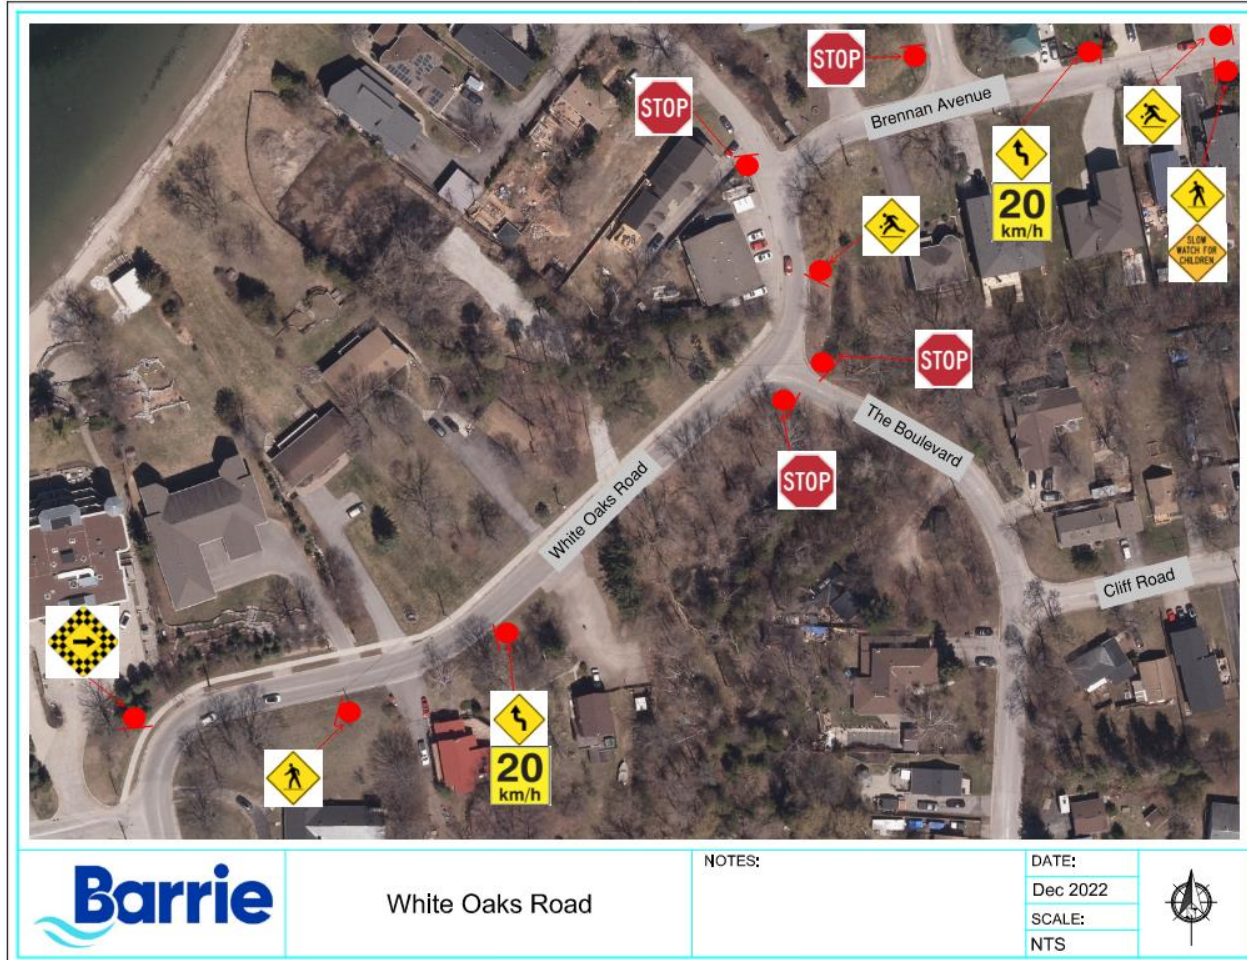 STOP
STOP
Brennan Avenue
20
km/h
SLOW
WATCH FOR
CHILDREN
STOP
The Boulevard
STOP
White Oaks Road
Cliff Road
20
km/h
Barrie
White Oaks Road
NOTES:
DATE:
Dec 2022
SCALE:
NTS